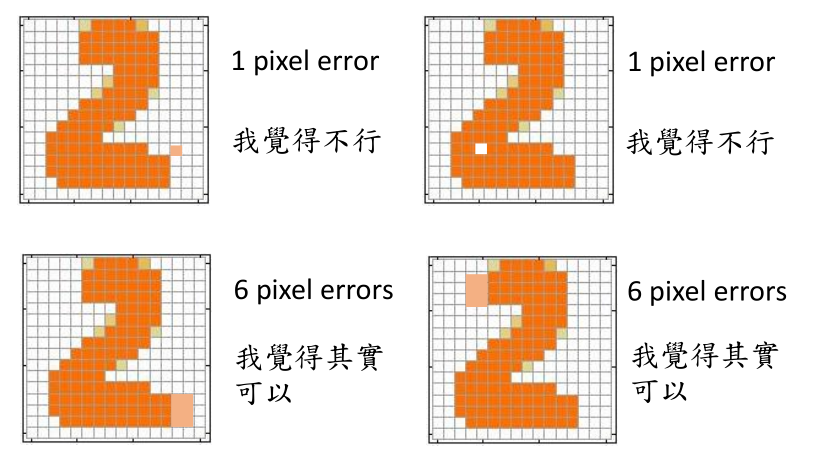 1 pixel error
我覺得不行
1 pixel error
我覺得不行
6 pixel errors
我覺得其實
可以
6 pixel errors
我覺得其實
可以